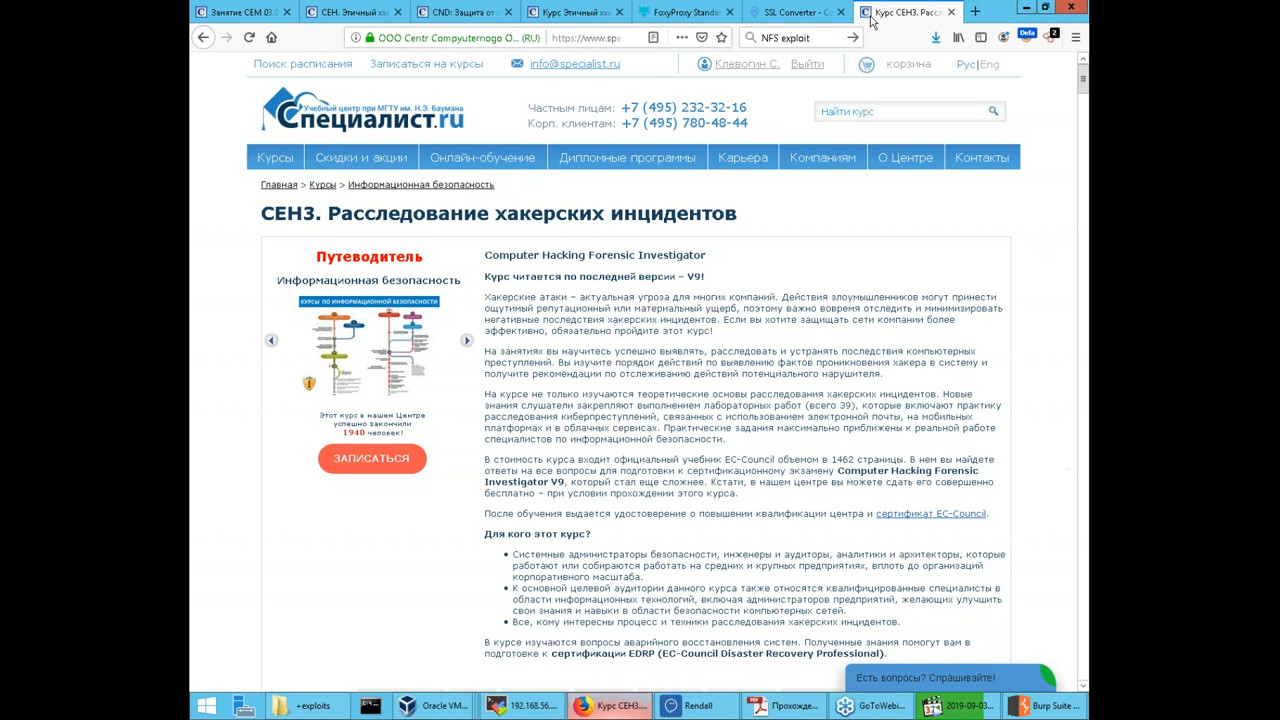 Занятие CEM 03.0
CEH. Этичный хак
CND: Защита от х
Курс Этичный хак
FoxyProxy Standa
SSL Converter - Co
Курс CEH3. Рассл
ООО Centr Compyuternogo O... (RU)
https://www.spe
NFS exploit
Defa
2
Поиск расписания
Записаться на курсы
info@specialist.ru
Клевогин С.
Выйти
корзина
Рус|Eng
Учебный центр при МГТУ им. Н.Э. Баумана
Специалист.ru
Частным лицам: +7 (495) 232-32-16
Корп. клиентам: +7 (495) 780-48-44
Найти курс
Курсы
Скидки и акции
Онлайн-обучение
Дипломные программы
Карьера
Компаниям
О Центре
Контакты
Главная > Курсы > Информационная безопасность
CEH3. Расследование хакерских инцидентов
Путеводитель
Информационная безопасность
КУРСЫ ПО ИНФОРМАЦИОННОЙ БЕЗОПАСНОСТИ
Этот курс в нашем Центре
успешно закончили
1940 человек!
ЗАПИСАТЬСЯ
Computer Hacking Forensic Investigator
Курс читается по последней версии – V9!
Хакерские атаки – актуальная угроза для многих компаний. Действия злоумышленников могут принести
ощутимый репутационный или материальный ущерб, поэтому важно вовремя отследить и минимизировать
негативные последствия хакерских инцидентов. Если вы хотите защищать сети компании более
эффективно, обязательно пройдите этот курс!
На занятиях вы научитесь успешно выявлять, расследовать и устранять последствия компьютерных
преступлений. Вы изучите порядок действий по выявлению фактов проникновения хакера в систему и
получите рекомендации по отслеживанию действий потенциального нарушителя.
На курсе не только изучаются теоретические основы расследования хакерских инцидентов. Новые
знания слушатели закрепляют выполнением лабораторных работ (всего 39), которые включают практику
расследования киберпреступлений, связанных с использованием электронной почты, на мобильных
платформах и в облачных сервисах. Практические задания максимально приближены к реальной работе
специалистов по информационной безопасности.
В стоимость курса входит официальный учебник EC-Council объемом в 1462 страницы. В нем вы найдете
ответы на все вопросы для подготовки к сертификационному экзамену Computer Hacking Forensic
Investigator V9, который стал еще сложнее. Кстати, в нашем центре вы можете сдать его совершенно
бесплатно – при условии прохождении этого курса.
После обучения выдается удостоверение о повышении квалификации центра и сертификат EC-Council.
Для кого этот курс?
• Системные администраторы безопасности, инженеры и аудиторы, аналитики и архитекторы, которые
работают или собираются работать на средних и крупных предприятиях, вплоть до организаций
корпоративного масштаба.
• К основной целевой аудитории данного курса также относятся квалифицированные специалисты в
области информационных технологий, включая администраторов предприятий, желающих улучшить
свои знания и навыки в области безопасности компьютерных сетей.
• Все, кому интересны процесс и техники расследования хакерских инцидентов.
В курсе изучаются вопросы аварийного восстановления систем. Полученные знания помогут вам в
подготовке к сертификации EDRP (EC-Council Disaster Recovery Professional).
Есть вопросы? Спрашивайте!
+exploits
Oracle VM...
192.168.56....
Курс CEH3...
Rendall
Прохожде...
GoToWebi...
2019-09-03...
Burp Suite ...